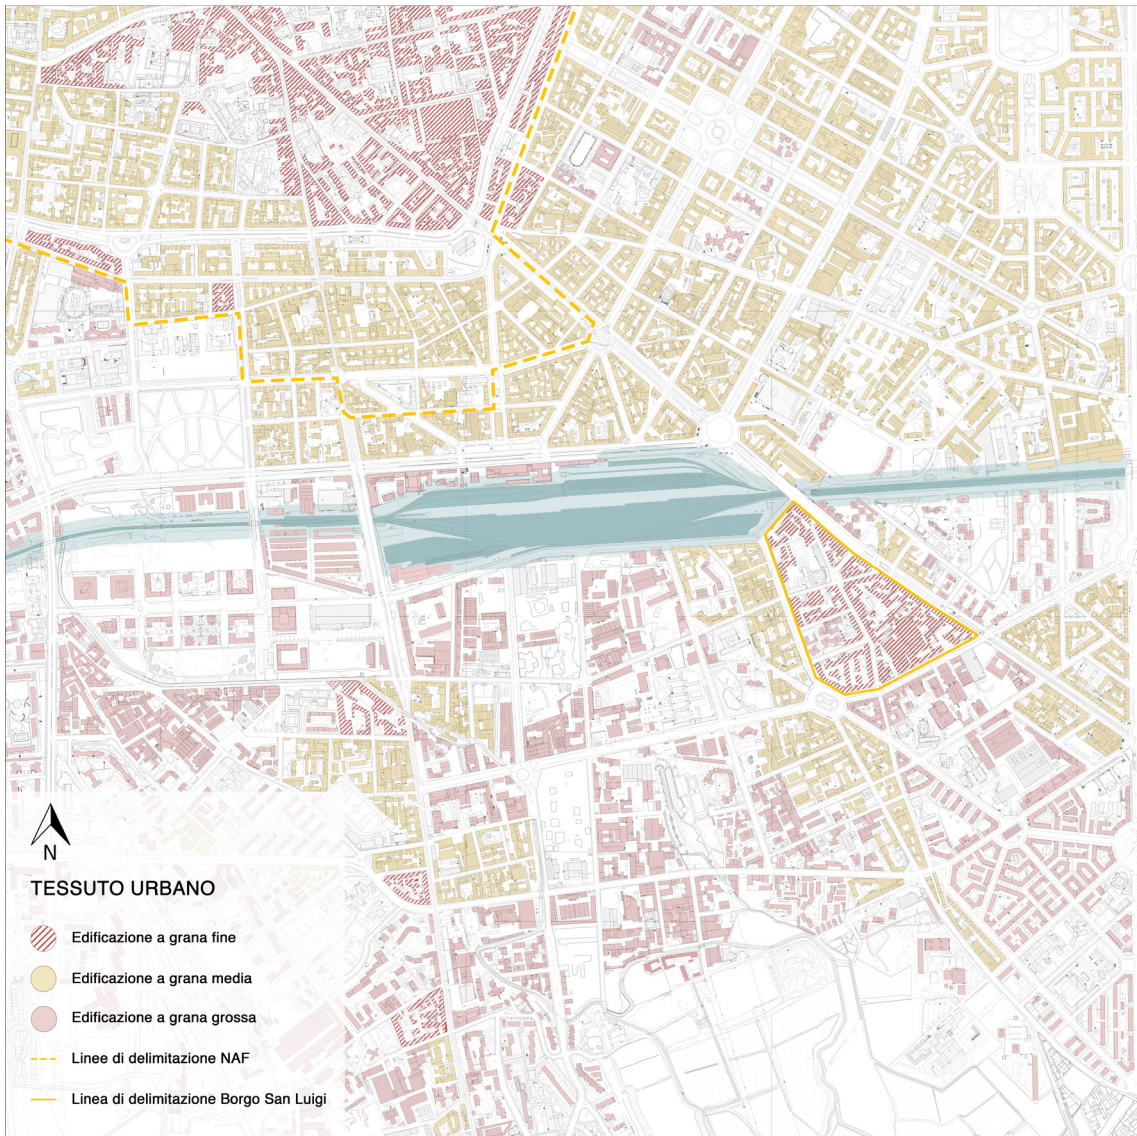 N
TESSUTO URBANO
Edificazione a grana fine
Edificazione a grana media
Edificazione a grana grossa
Linee di delimitazione NAF
Linea di delimitazione Borgo San Luigi